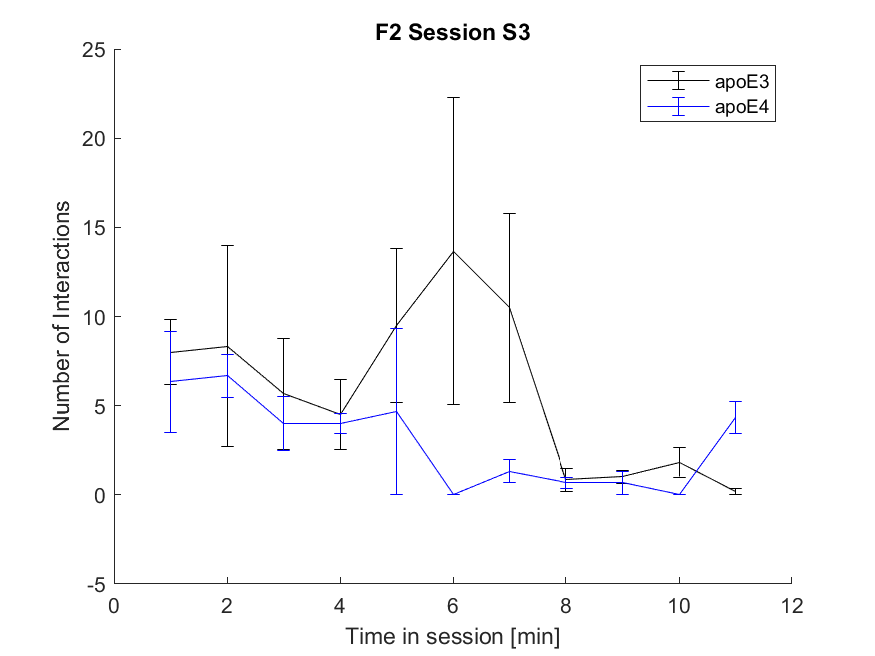 F2 Session S3
apoE3
apoE4
Number of Interactions
25
20
15
10
5
0
-5
0 2 4 6 8 10 12
Time in session [min]